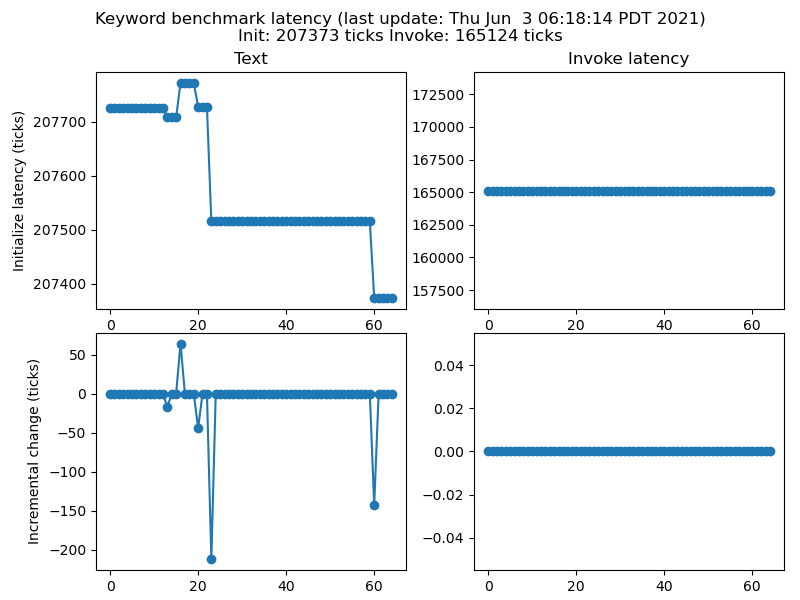 Keyword benchmark latency (last update: Thu Jun  3 06:18:14 PDT 2021)
Init: 207373 ticks Invoke: 165124 ticks
Text
Initialize latency (ticks)
207700
207600
207500
207400
0 20 40 60
Invoke latency
172500
170000
167500
165000
162500
160000
157500
0 20 40 60
Incremental change (ticks)
50
0
−50
−100
−150
−200
0 20 40 60
0.04
0.02
0.00
−0.02
−0.04
0 20 40 60